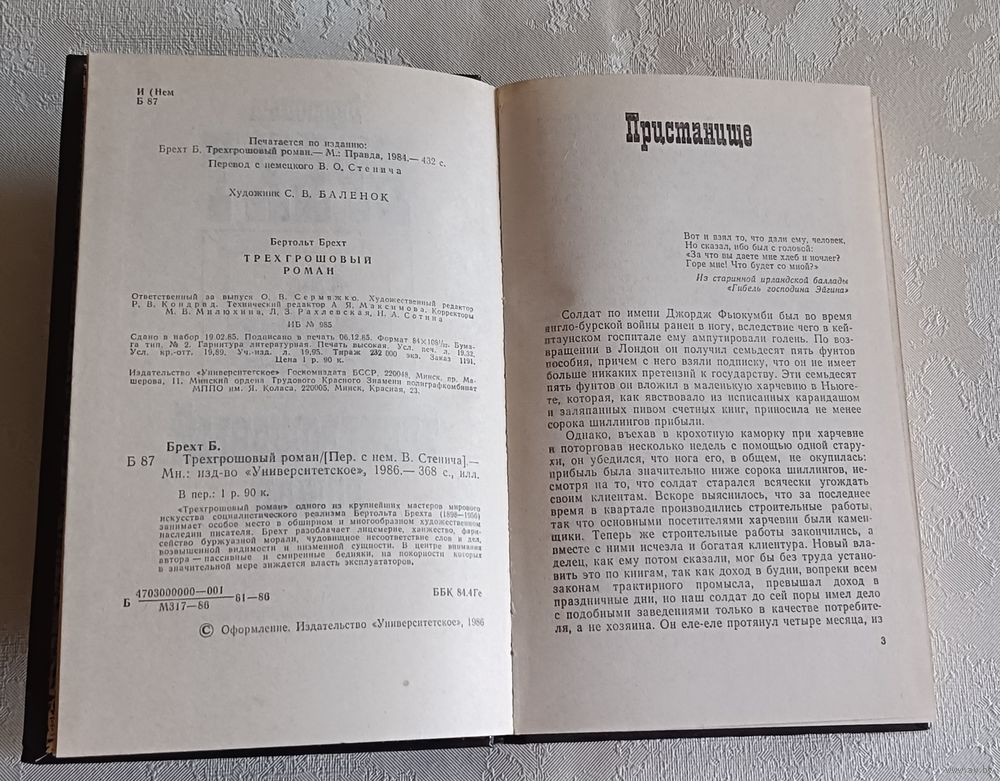 И (Нем
Б 87
Печатается по изданию:
Брехт Б. Трехгрошовый роман.— М.: Правда, 1984.— 432 с.
Перевод с немецкого В. О. Стенича
Художник С. В. БАЛЕНОК
Бертольт Брехт
ТРЕХГРОШОВЫЙ
РОМАН
Ответственный за выпуск О. В. Сермяжко. Художественный редактор
Р. В. Кондрад. Технический редактор А. Я. Максимова. Корректоры
М. В. Милюхина, Л. З. Рахлевская, Н. А. Сотина
ИБ № 985
Сдано в набор 19.02.85. Подписано в печать 06.12.85. Формат 84×108¹/₃₂. Бума-
га тип. № 2. Гарнитура литературная. Печать высокая. Усл. печ. л. 19,32.
Усл. кр.-отт. 19,89. Уч.-изд. л. 19,95. Тираж 232 000 экз. Заказ 1191.
Цена 1 р. 90 к.
Издательство «Университетское» Госкомиздата БССР. 220048, Минск, пр. Ма-
шерова, 11. Минский ордена Трудового Красного Знамени полиграфкомбинат
МППО им. Я. Коласа. 220005, Минск, Красная, 23.
Брехт Б.
Б 87 Трехгрошовый роман/[Пер. с нем. В. Стенича].—
Мн.: изд-во «Университетское», 1986.— 368 с., илл.
В пер.: 1 р. 90 к.
«Трехгрошовый роман» одного из крупнейших мастеров мирового
искусства социалистического реализма Бертольта Брехта (1898—1956)
занимает особое место в обширном и многообразном художественном
наследии писателя. Брехт разоблачает лицемерие, ханжество, фари-
сейство буржуазной морали, чудовищное несоответствие слов и дел,
возвышенной видимости и низменной сущности. В центре внимания
автора — пассивные и смиренные бедняки, на покорности которых
в значительной мере зиждется власть эксплуататоров.
Б 4703000000—001
М317—86 81—86
ББК 84.4Ге
© Оформление. Издательство «Университетское», 1986
Пристанище
Вот и взял то, что дали ему, человек,
Но сказал, ибо был с головой:
«За что вы даете мне хлеб и ночлег?
Горе мне! Что будет со мной?»
Из старинной ирландской баллады
«Гибель господина Эйгина»
Солдат по имени Джордж Фьюкумби был во время
англо-бурской войны ранен в ногу, вследствие чего в кей-
птаунском госпитале ему ампутировали голень. По воз-
вращении в Лондон он получил семьдесят пять фунтов
пособия, причем с него взяли подписку, что он не имеет
больше никаких претензий к государству. Эти семьдесят
пять фунтов он вложил в маленькую харчевню в Ньюге-
те, которая, как явствовало из исписанных карандашом
и заляпанных пивом счетных книг, приносила не менее
сорока шиллингов прибыли.
Однако, въехав в крохотную каморку при харчевне
и поторговав несколько недель с помощью одной стару-
хи, он убедился, что нога его, в общем, не окупилась:
прибыль была значительно ниже сорока шиллингов, не-
смотря на то, что солдат старался всячески угождать
своим клиентам. Вскоре выяснилось, что за последнее
время в квартале производились строительные работы,
так что основными посетителями харчевни были камен-
щики. Теперь же строительные работы закончились, а
вместе с ними исчезла и богатая клиентура. Новый вла-
делец, как ему потом сказали, мог бы без труда устано-
вить это по книгам, так как доход в будни, вопреки всем
законам трактирного промысла, превышал доход в
праздничные дни, но наш солдат до сей поры имел дело
с подобными заведениями только в качестве потребите-
ля, а не хозяина. Он еле-еле протянул четыре месяца, из
3